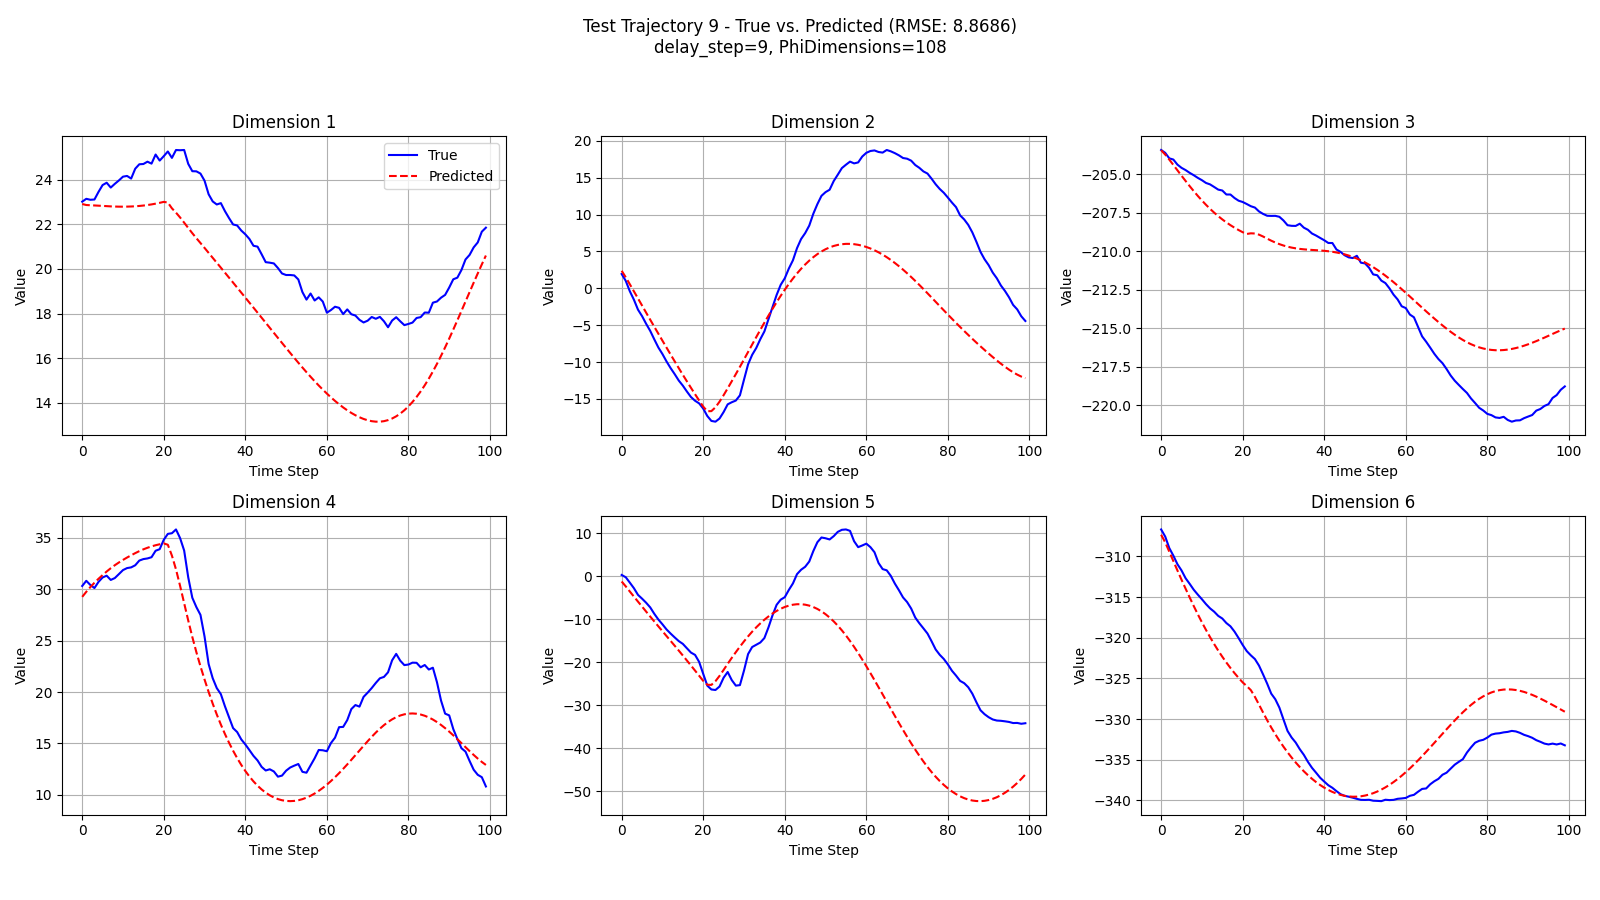 Test Trajectory 9 - True vs. Predicted (RMSE: 8.8686)
delay_step=9, PhiDimensions=108
Dimension 1
True
Predicted
24
22
20
18
16
14
Value
0 20 40 60 80 100
Time Step
Dimension 2
20
15
10
5
0
−5
−10
−15
Value
0 20 40 60 80 100
Time Step
Dimension 3
−205.0
−207.5
−210.0
−212.5
−215.0
−217.5
−220.0
Value
0 20 40 60 80 100
Time Step
Dimension 4
35
30
25
20
15
10
Value
0 20 40 60 80 100
Time Step
Dimension 5
10
0
−10
−20
−30
−40
−50
Value
0 20 40 60 80 100
Time Step
Dimension 6
−310
−315
−320
−325
−330
−335
−340
Value
0 20 40 60 80 100
Time Step